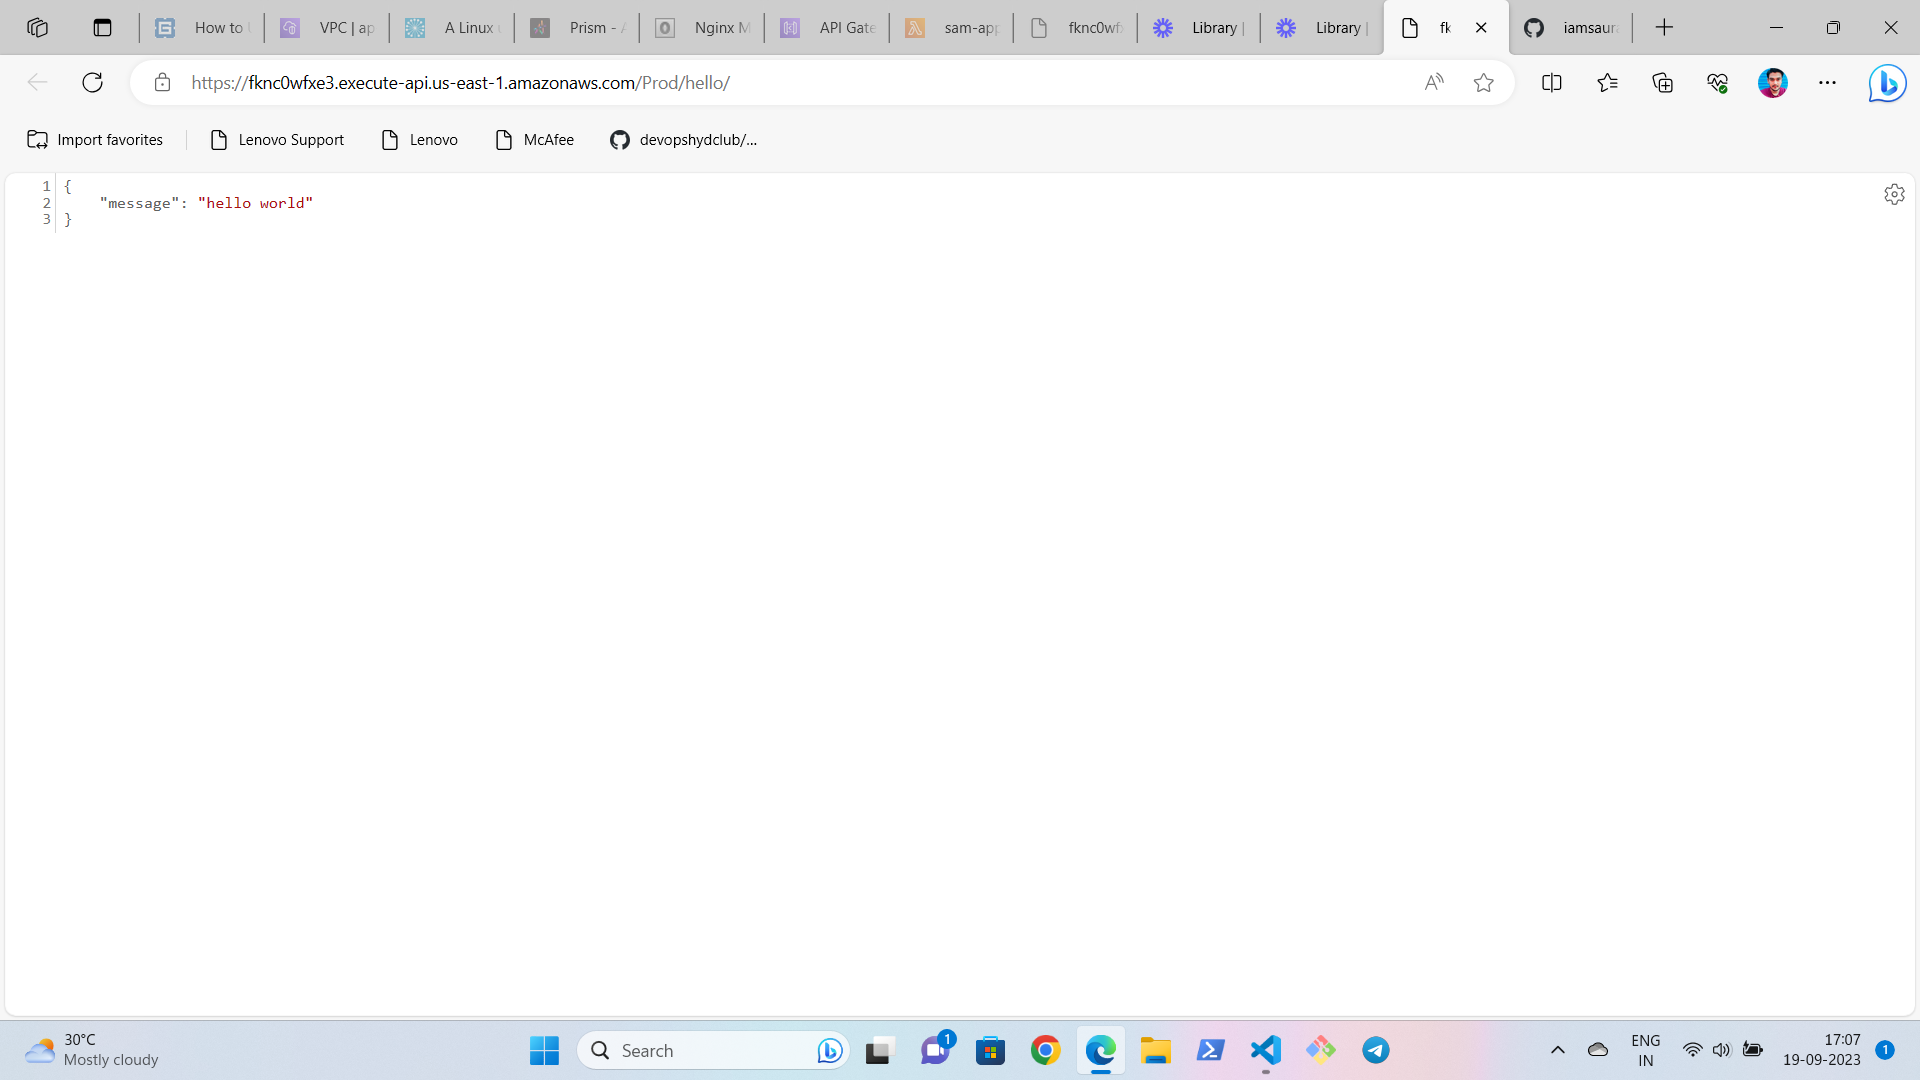 How to
VPC | ap
A Linux
Prism - A
Nginx M
API Gate
sam-app
fknc0wfx
Library |
Library |
fk
iamsaura
https://fknc0wfxe3.execute-api.us-east-1.amazonaws.com/Prod/hello/
Import favorites
Lenovo Support
Lenovo
McAfee
devopshydclub/...
1 {
2 "message": "hello world"
3 }
30°C
Mostly cloudy
Search
1
ENG
IN
17:07
19-09-2023
1